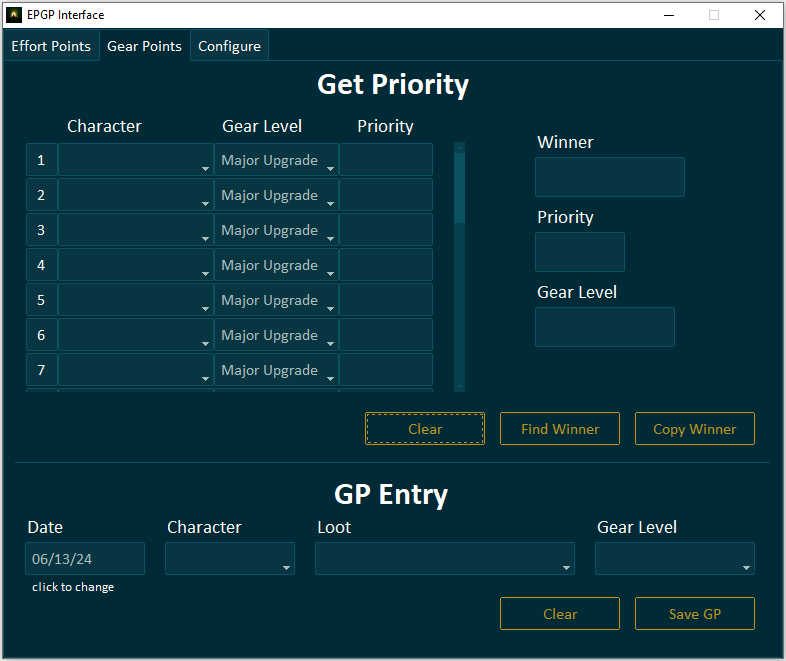 EPGP Interface
Effort Points Gear Points Configure
Get Priority
Character Gear Level Priority
1 Major Upgrade
2 Major Upgrade
3 Major Upgrade
4 Major Upgrade
5 Major Upgrade
6 Major Upgrade
7 Major Upgrade
Winner
Priority
Gear Level
Clear Find Winner Copy Winner
GP Entry
Date Character Loot Gear Level
06/13/24
click to change
Clear Save GP